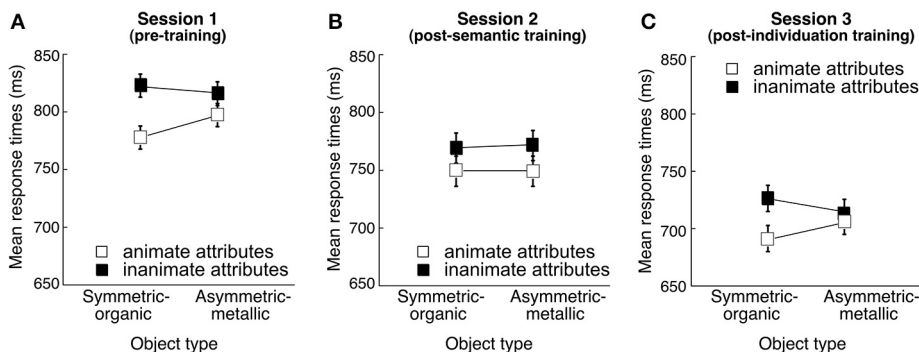 A
Session 1
(pre-training)
Mean response times (ms)
850
800
750
700
650
animate attributes
inanimate attributes
Symmetric-
organic
Asymmetric-
metallic
Object type
B
Session 2
(post-semantic training)
Mean response times (ms)
850
800
750
700
650
animate attributes
inanimate attributes
Symmetric-
organic
Asymmetric-
metallic
Object type
C
Session 3
(post-individuation training)
Mean response times (ms)
850
800
750
700
650
animate attributes
inanimate attributes
Symmetric-
organic
Asymmetric-
metallic
Object type